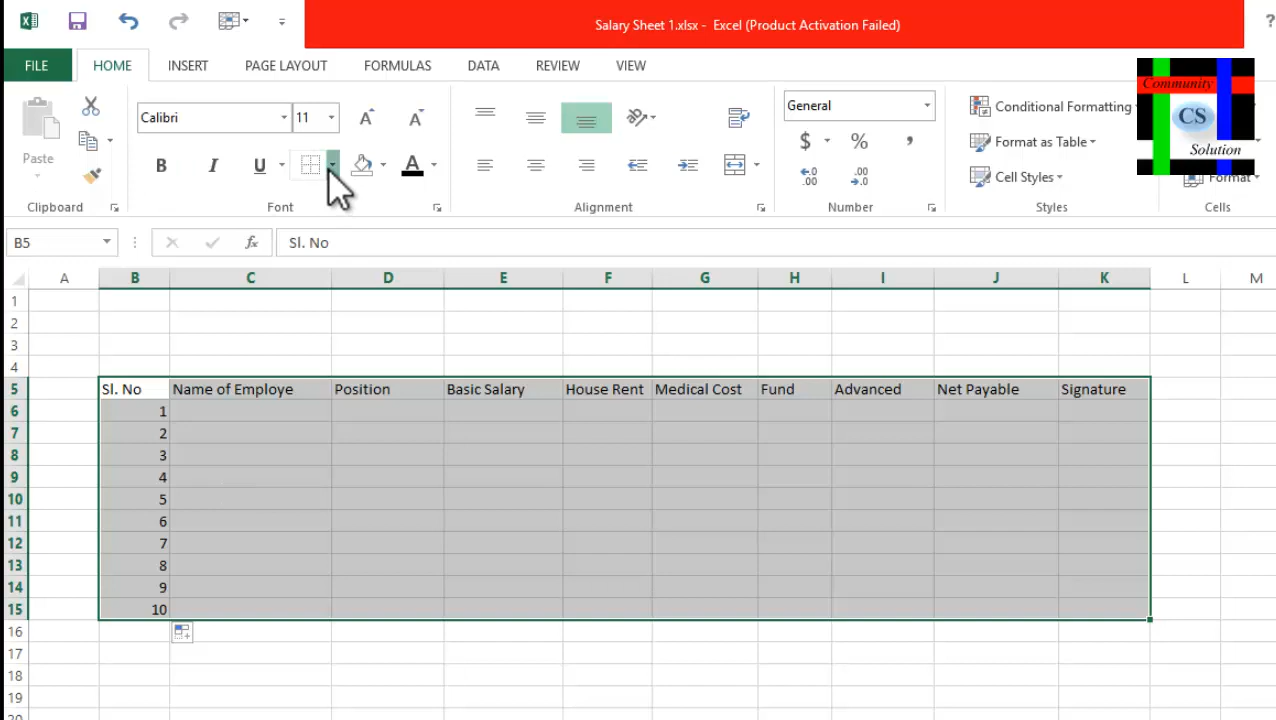 Salary Sheet 1.xlsx - Excel (Product Activation Failed)
?
FILE HOME INSERT PAGE LAYOUT FORMULAS DATA REVIEW VIEW
Community
CS
Solution
Paste
Calibri 11
B I U A
General
$ % ,
Conditional Formatting
Format as Table
Cell Styles
Format
Clipboard Font Alignment Number Styles Cells
B5 fx Sl. No
A B C D E F G H I J K L M
1
2
3
4
5 Sl. No Name of Employe Position Basic Salary House Rent Medical Cost Fund Advanced Net Payable Signature
6 1
7 2
8 3
9 4
10 5
11 6
12 7
13 8
14 9
15 10
16
17
18
19
20